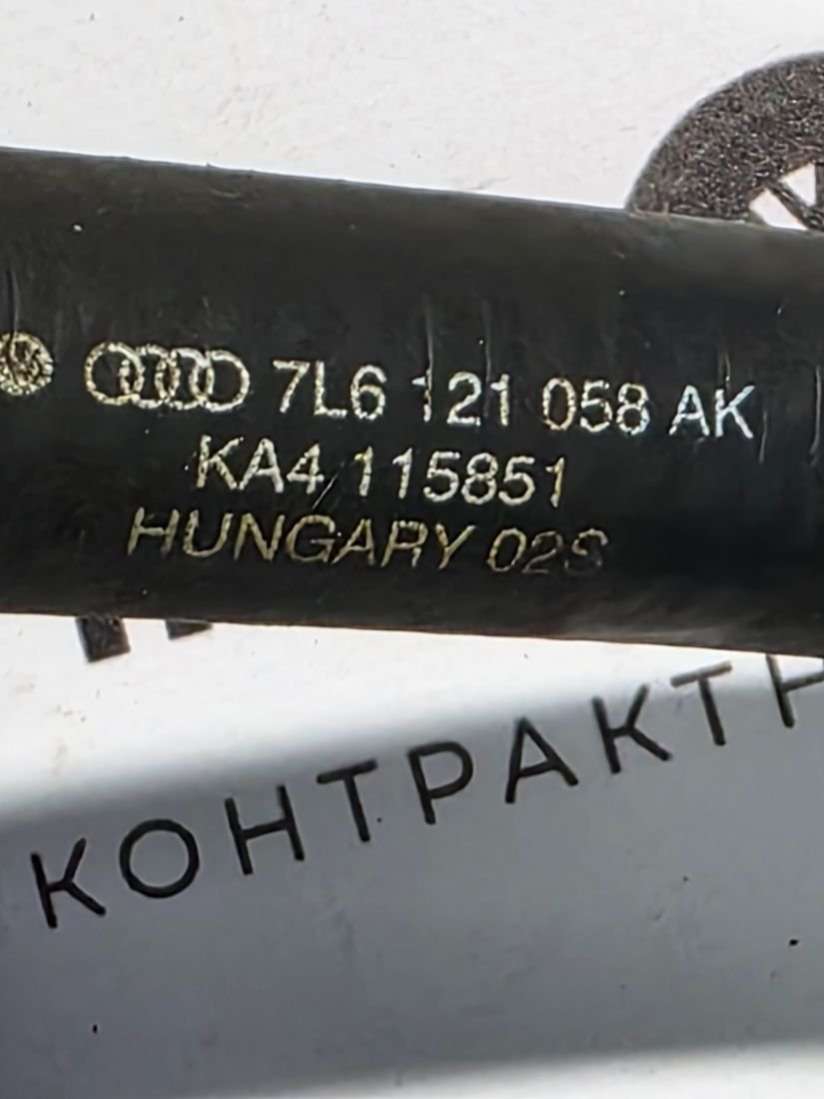 7L6 121 058 AK
KA4 115851
HUNGARY 02S
КОНТРАКТН